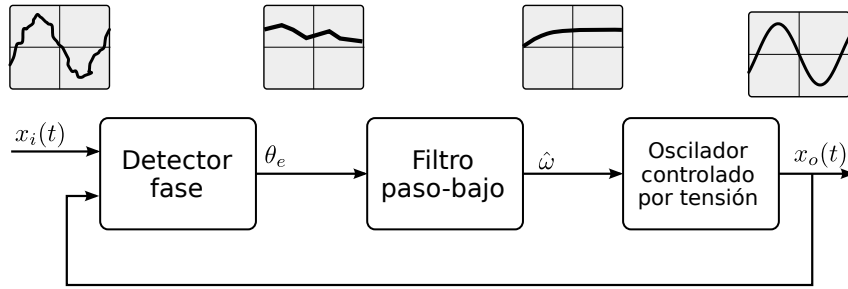 x_i(t)
Detector
fase
θ_e
Filtro
paso-bajo
ω̂
Oscilador
controlado
por tensión
x_o(t)